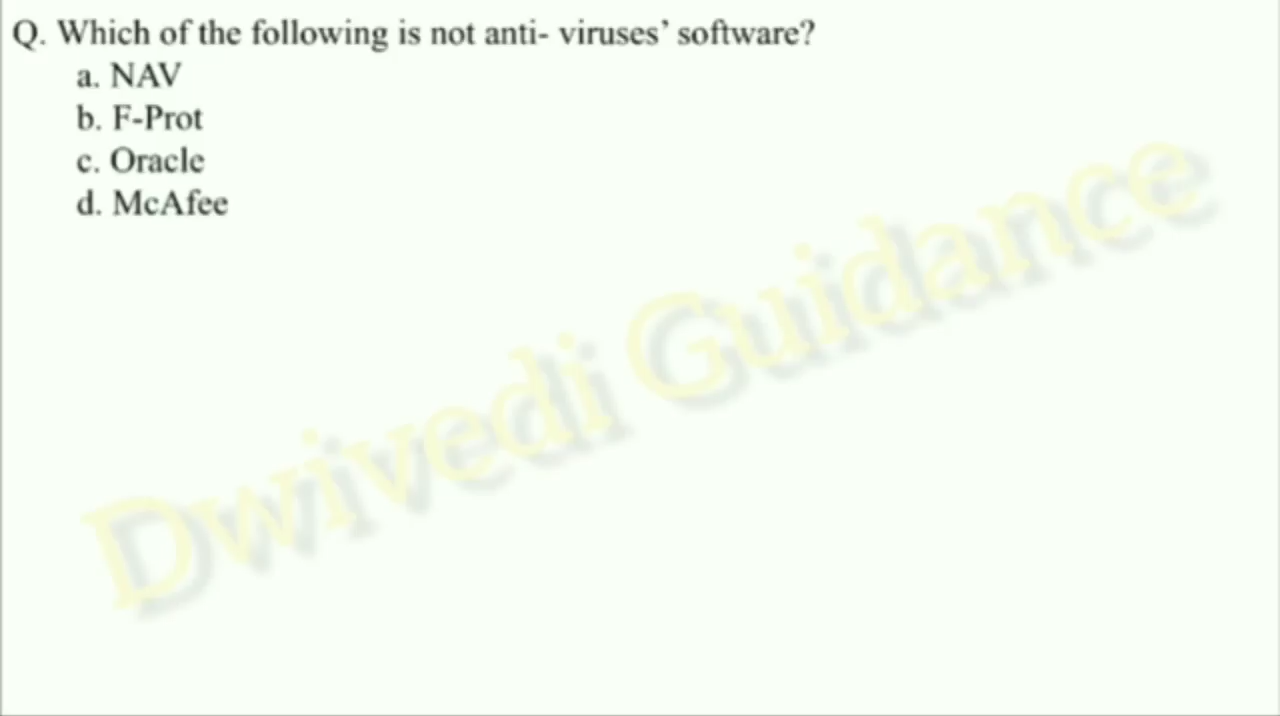 Q. Which of the following is not anti- viruses’ software?
a. NAV
b. F-Prot
c. Oracle
d. McAfee
Dwivedi Guidance